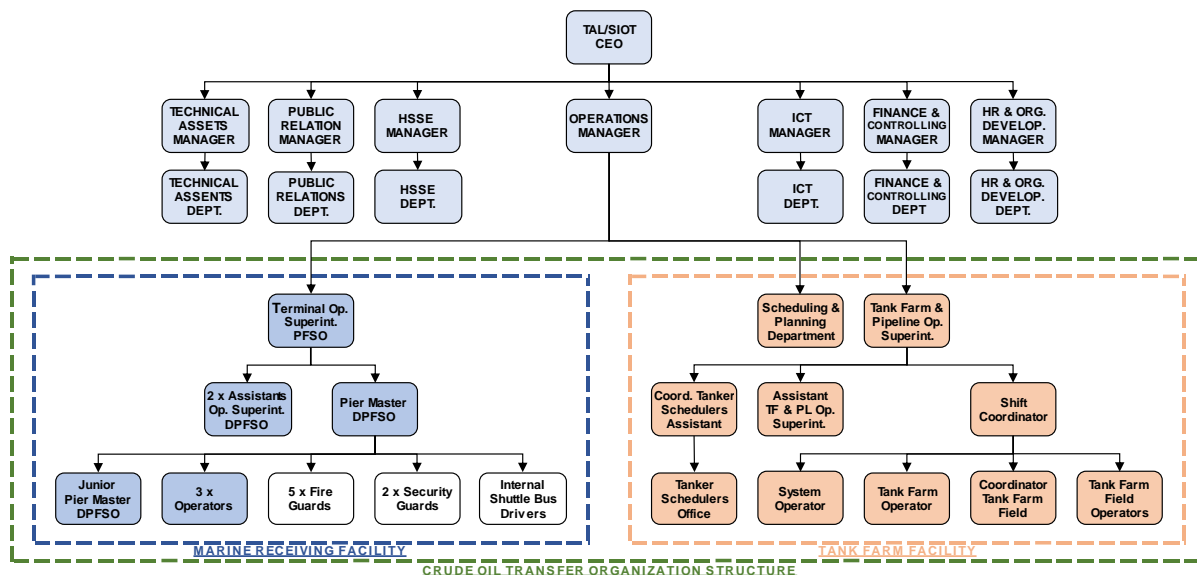 TAL/SIOT
CEO
TECHNICAL
ASSETS
MANAGER
PUBLIC
RELATION
MANAGER
HSSE
MANAGER
OPERATIONS
MANAGER
ICT
MANAGER
FINANCE &
CONTROLLING
MANAGER
HR & ORG.
DEVELOP.
MANAGER
TECHNICAL
ASSENTS
DEPT.
PUBLIC
RELATIONS
DEPT.
HSSE
DEPT.
ICT
DEPT.
FINANCE &
CONTROLLING
DEPT
HR & ORG.
DEVELOP.
DEPT.
Terminal Op.
Superint.
PFSO
Scheduling &
Planning
Department
Tank Farm &
Pipeline Op.
Superint.
2 x Assistants
Op. Superint.
DPFSO
Pier Master
DPFSO
Coord. Tanker
Schedulers
Assistant
Assistant
TF & PL Op.
Superint.
Shift
Coordinator
Junior
Pier Master
DPFSO
3 x
Operators
5 x Fire
Guards
2 x Security
Guards
Internal
Shuttle Bus
Drivers
Tanker
Schedulers
Office
System
Operator
Tank Farm
Operator
Coordinator
Tank Farm
Field
Tank Farm
Field
Operators
MARINE RECEIVING FACILITY
TANK FARM FACILITY
CRUDE OIL TRANSFER ORGANIZATION STRUCTURE